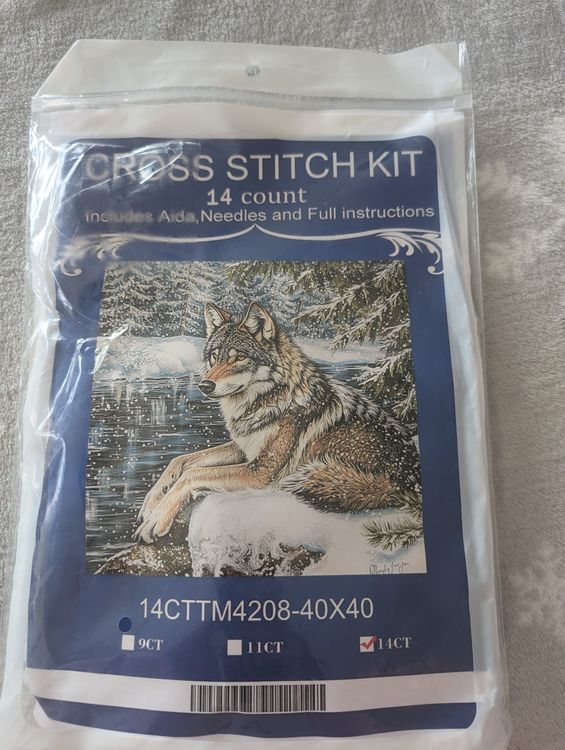 CROSS STITCH KIT
14 count
includes Aida,Needles and Full instructions
14CTTM4208-40X40
9CT 11CT 14CT